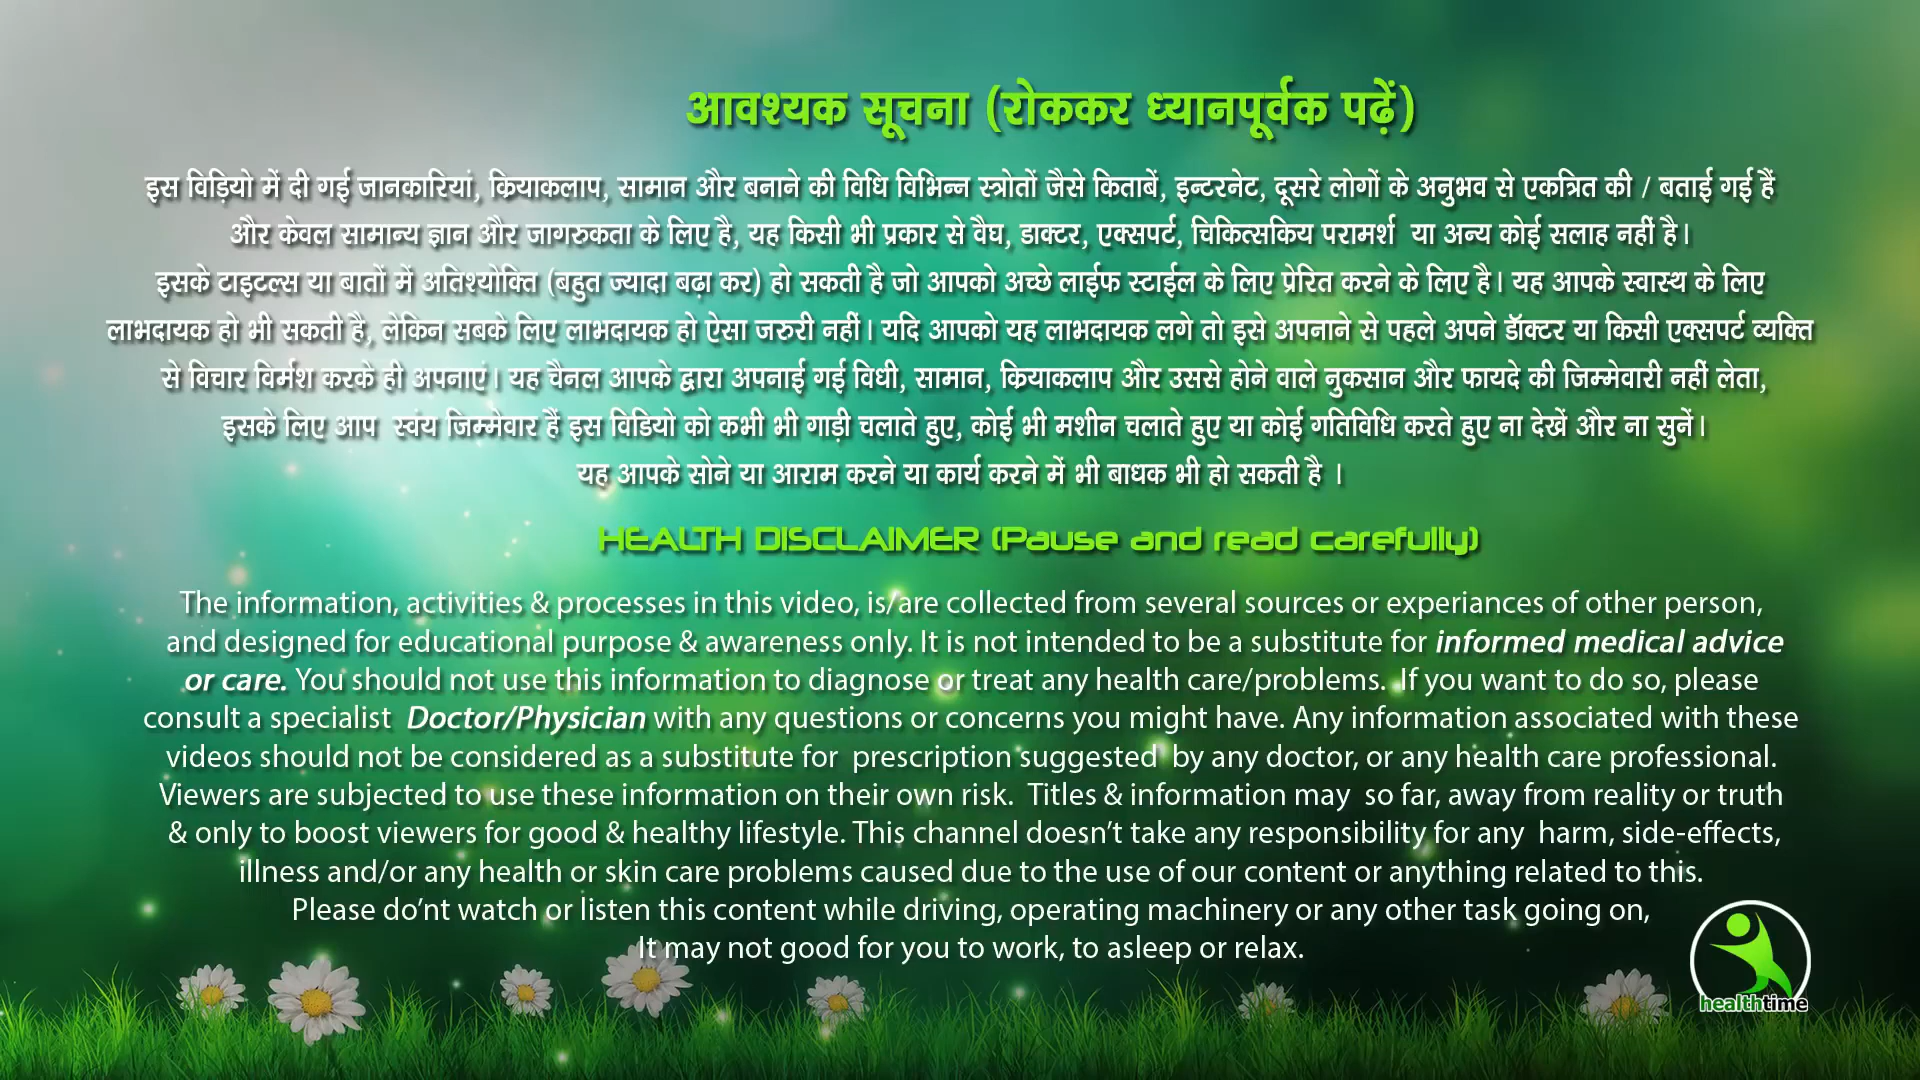 आवश्यक सूचना (रोककर ध्यानपूर्वक पढ़ें)
इस विड़ियो में दी गई जानकारियां, क्रियाकलाप, सामान और बनाने की विधि विभिन्न स्त्रोतों जैसे किताबें, इन्टरनेट, दूसरे लोगों के अनुभव से एकत्रित की / बताई गई हैं
और केवल सामान्य ज्ञान और जागरुकता के लिए है, यह किसी भी प्रकार से वैघ, डाक्टर, एक्सपर्ट, चिकित्सकिय परामर्श या अन्य कोई सलाह नहीं है।
इसके टाइटल्स या बातों में अतिश्योक्ति (बहुत ज्यादा बढ़ा कर) हो सकती है जो आपको अच्छे लाईफ स्टाईल के लिए प्रेरित करने के लिए है। यह आपके स्वास्थ के लिए
लाभदायक हो भी सकती है, लेकिन सबके लिए लाभदायक हो ऐसा जरुरी नहीं। यदि आपको यह लाभदायक लगे तो इसे अपनाने से पहले अपने डॉक्टर या किसी एक्सपर्ट व्यक्ति
से विचार विर्मश करके ही अपनाएं। यह चैनल आपके द्वारा अपनाई गई विधी, सामान, क्रियाकलाप और उससे होने वाले नुकसान और फायदे की जिम्मेवारी नहीं लेता,
इसके लिए आप स्वंय जिम्मेवार हैं इस विडियो को कभी भी गाड़ी चलाते हुए, कोई भी मशीन चलाते हुए या कोई गतिविधि करते हुए ना देखें और ना सुनें।
यह आपके सोने या आराम करने या कार्य करने में भी बाधक भी हो सकती है ।
HEALTH DISCLAIMER (Pause and read carefully)
The information, activities & processes in this video, is/are collected from several sources or experiances of other person,
and designed for educational purpose & awareness only. It is not intended to be a substitute for informed medical advice
or care. You should not use this information to diagnose or treat any health care/problems. If you want to do so, please
consult a specialist Doctor/Physician with any questions or concerns you might have. Any information associated with these
videos should not be considered as a substitute for prescription suggested by any doctor, or any health care professional.
Viewers are subjected to use these information on their own risk. Titles & information may so far, away from reality or truth
& only to boost viewers for good & healthy lifestyle. This channel doesn't take any responsibility for any harm, side-effects,
illness and/or any health or skin care problems caused due to the use of our content or anything related to this.
Please do'nt watch or listen this content while driving, operating machinery or any other task going on,
It may not good for you to work, to asleep or relax.
healthtime